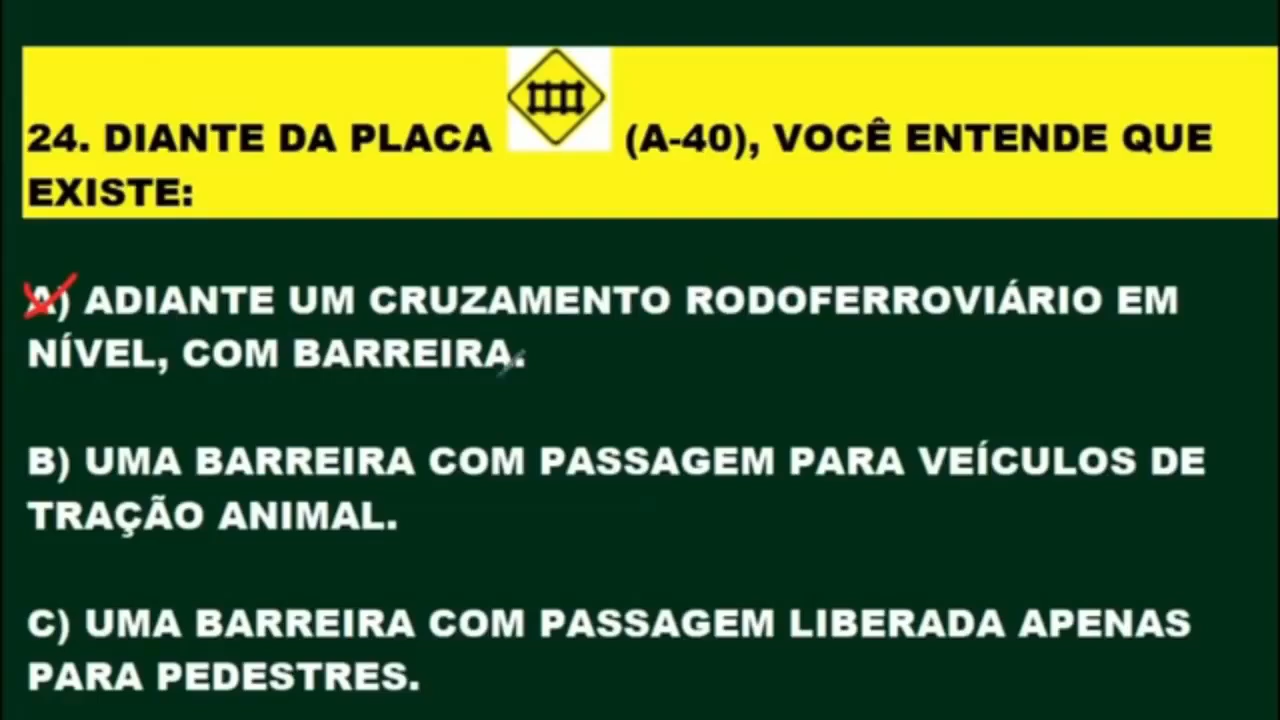 24. DIANTE DA PLACA (A-40), VOCÊ ENTENDE QUE
EXISTE:
A) ADIANTE UM CRUZAMENTO RODOFERROVIÁRIO EM
NÍVEL, COM BARREIRA.
B) UMA BARREIRA COM PASSAGEM PARA VEÍCULOS DE
TRAÇÃO ANIMAL.
C) UMA BARREIRA COM PASSAGEM LIBERADA APENAS
PARA PEDESTRES.